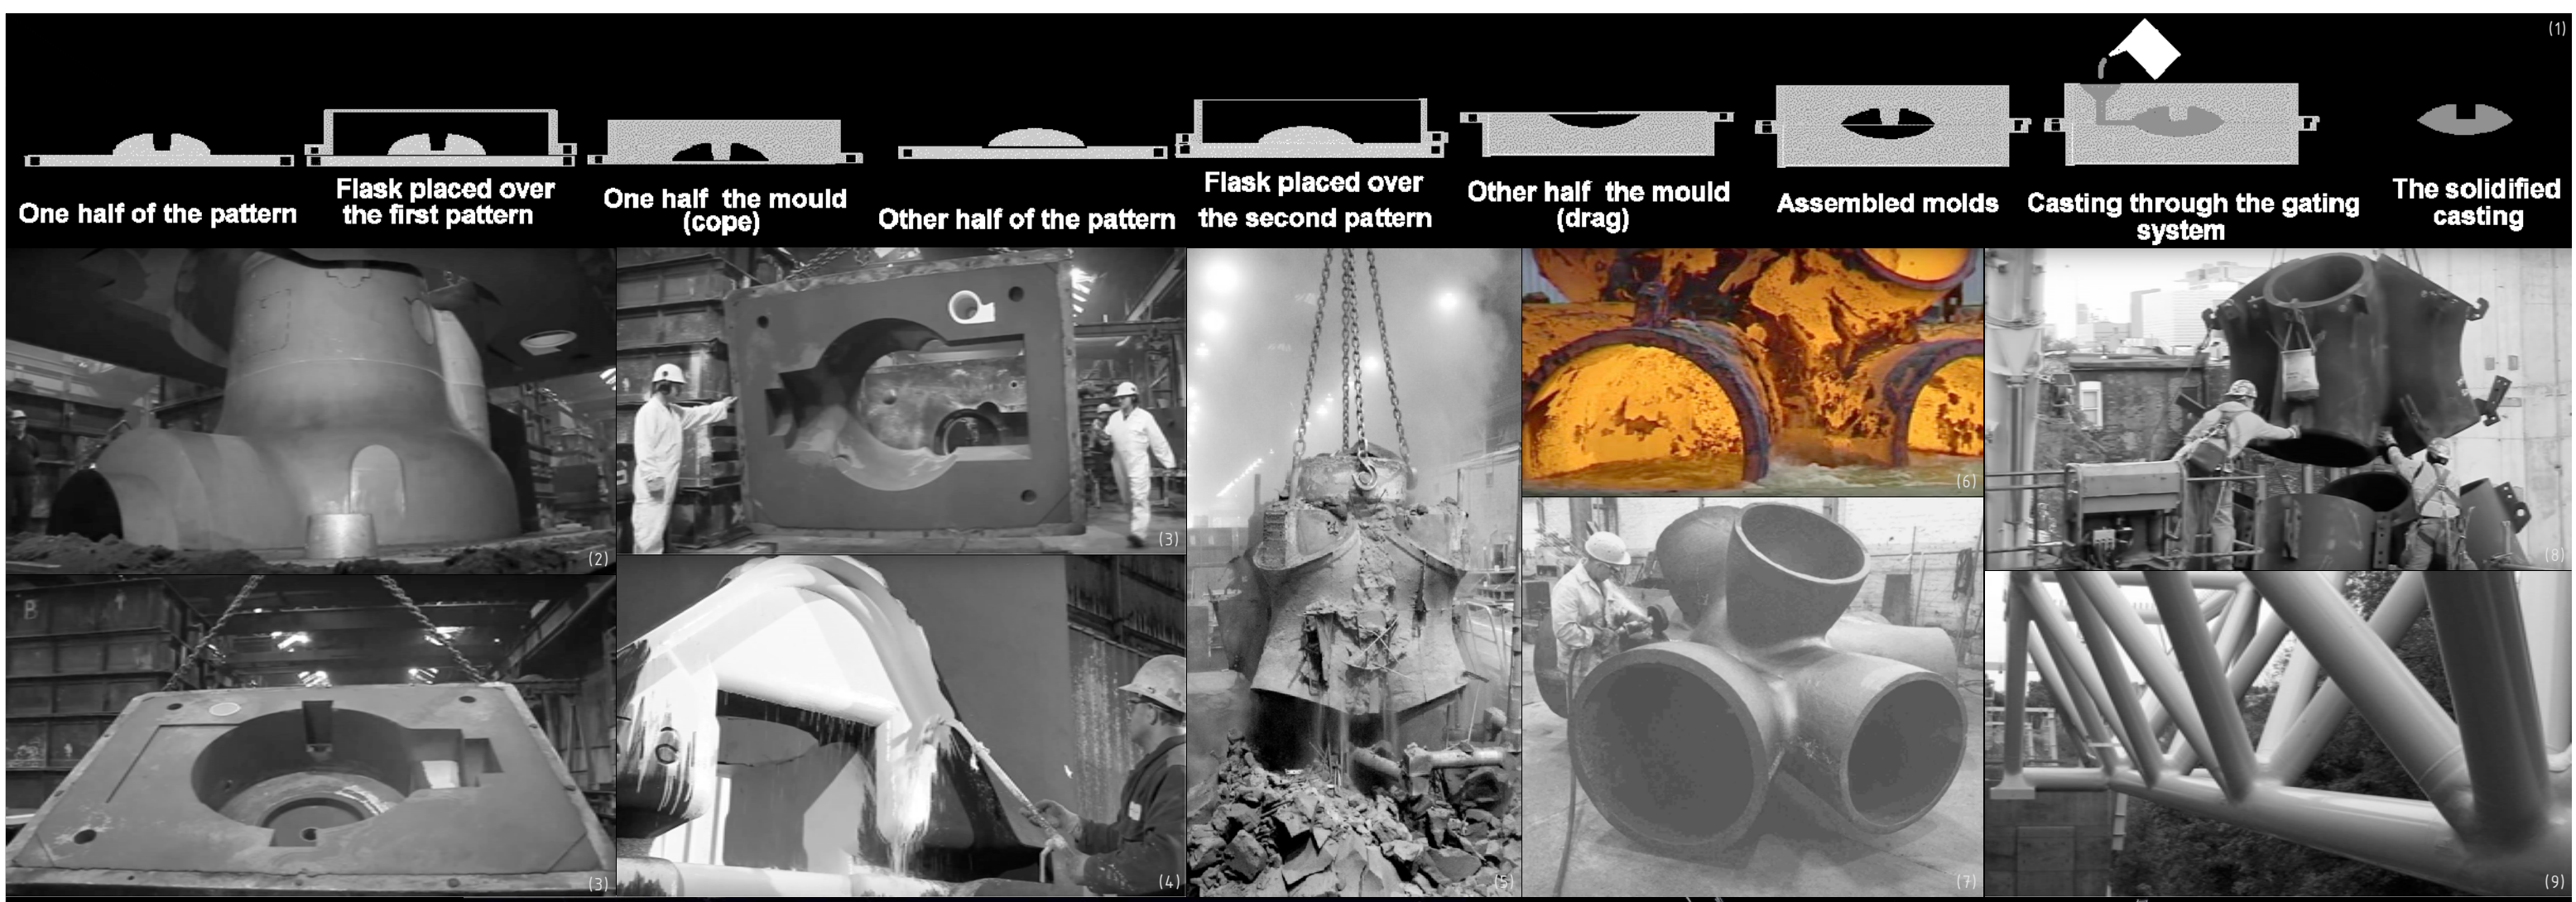 (1)
One half of the pattern
Flask placed over
the first pattern
One half the mould
(cope)
Other half of the pattern
Flask placed over
the second pattern
Other half the mould
(drag)
Assembled molds
Casting through the gating
system
The solidified
casting
(2)
(3)
(3)
(4)
(5)
(6)
(7)
(8)
(9)